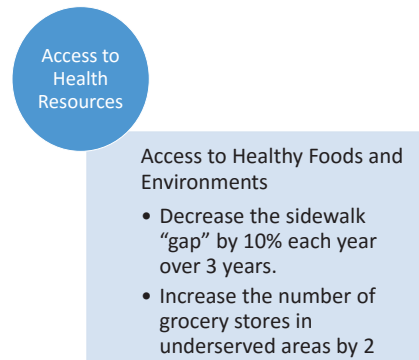 Access to
Health
Resources
Access to Healthy Foods and
Environments
• Decrease the sidewalk
“gap” by 10% each year
over 3 years.
• Increase the number of
grocery stores in
underserved areas by 2